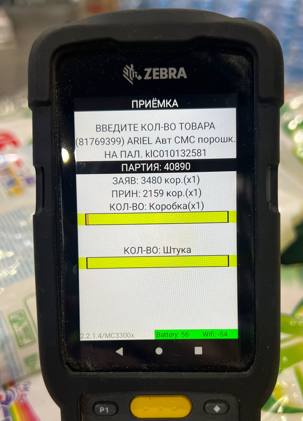 ZEBRA
ПРИЁМКА
ВВЕДИТЕ КОЛ-ВО ТОВАРА
(81769399) ARIEL Авт СМС порошк.
НА ПАЛ. kIC010132581
ПАРТИЯ: 40890
ЗАЯВ: 3480 кор.(x1)
ПРИН: 2159 кор.(x1)
КОЛ-ВО: Коробка(x1)
КОЛ-ВО: Штука
2.2.1.4/MC3300x Battery: 56 Wifi: -54
P1